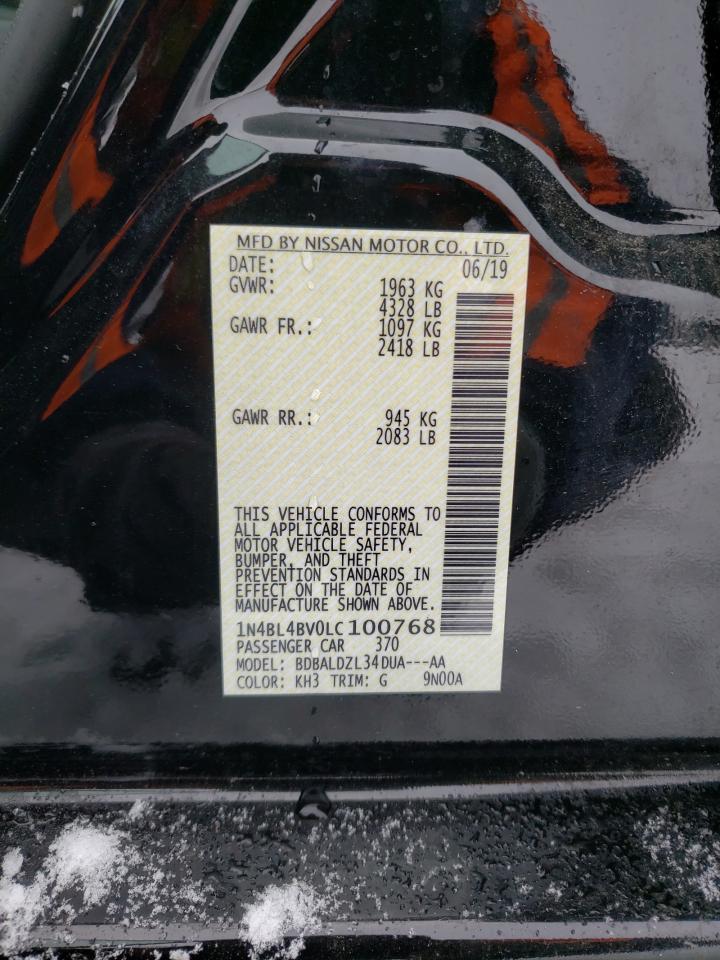 MFD BY NISSAN MOTOR CO., LTD.
DATE: 06/19
GVWR: 1963 KG
4328 LB
GAWR FR.: 1097 KG
2418 LB
GAWR RR.: 945 KG
2083 LB
THIS VEHICLE CONFORMS TO
ALL APPLICABLE FEDERAL
MOTOR VEHICLE SAFETY,
BUMPER, AND THEFT
PREVENTION STANDARDS IN
EFFECT ON THE DATE OF
MANUFACTURE SHOWN ABOVE.
1N4BL4BV0LC100768
PASSENGER CAR 370
MODEL: BDBALDZL34DUA---AA
COLOR: KH3 TRIM: G 9N00A